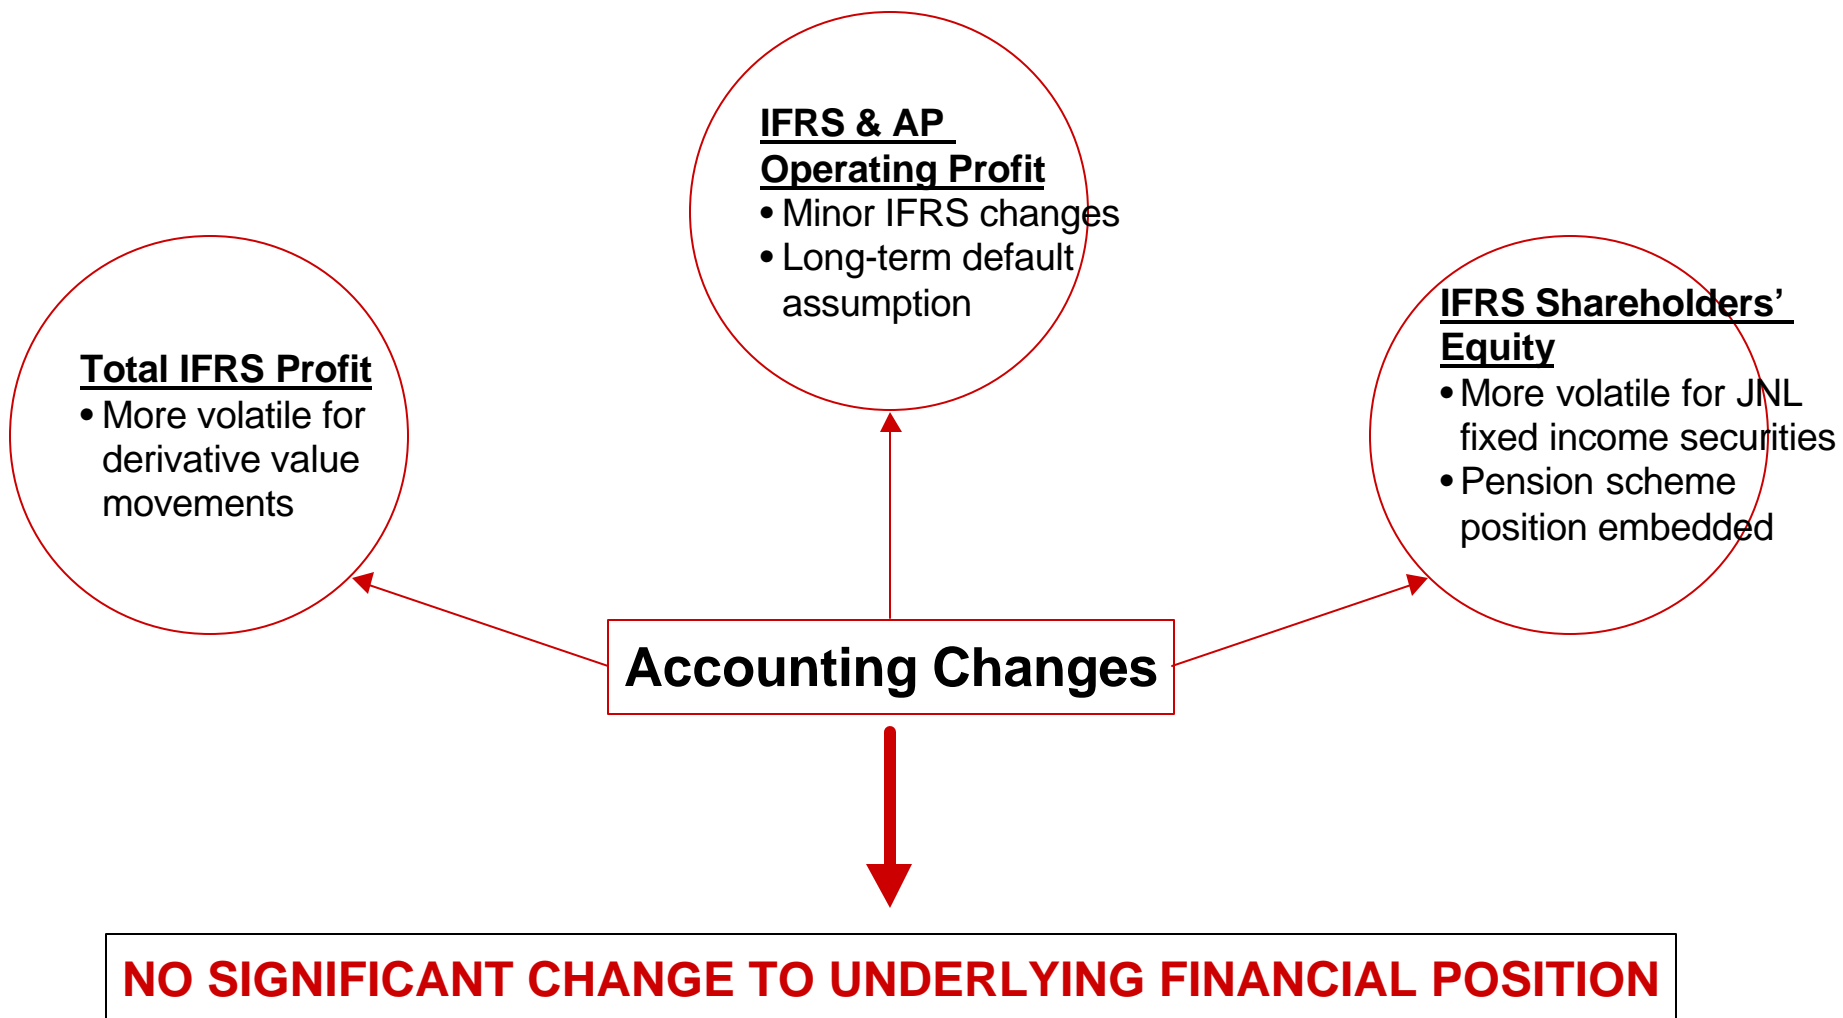 IFRS & AP
Operating Profit
• Minor IFRS changes
• Long-term default
assumption
Total IFRS Profit
• More volatile for
derivative value
movements
IFRS Shareholders’
Equity
• More volatile for JNL
fixed income securities
• Pension scheme
position embedded
Accounting Changes
NO SIGNIFICANT CHANGE TO UNDERLYING FINANCIAL POSITION